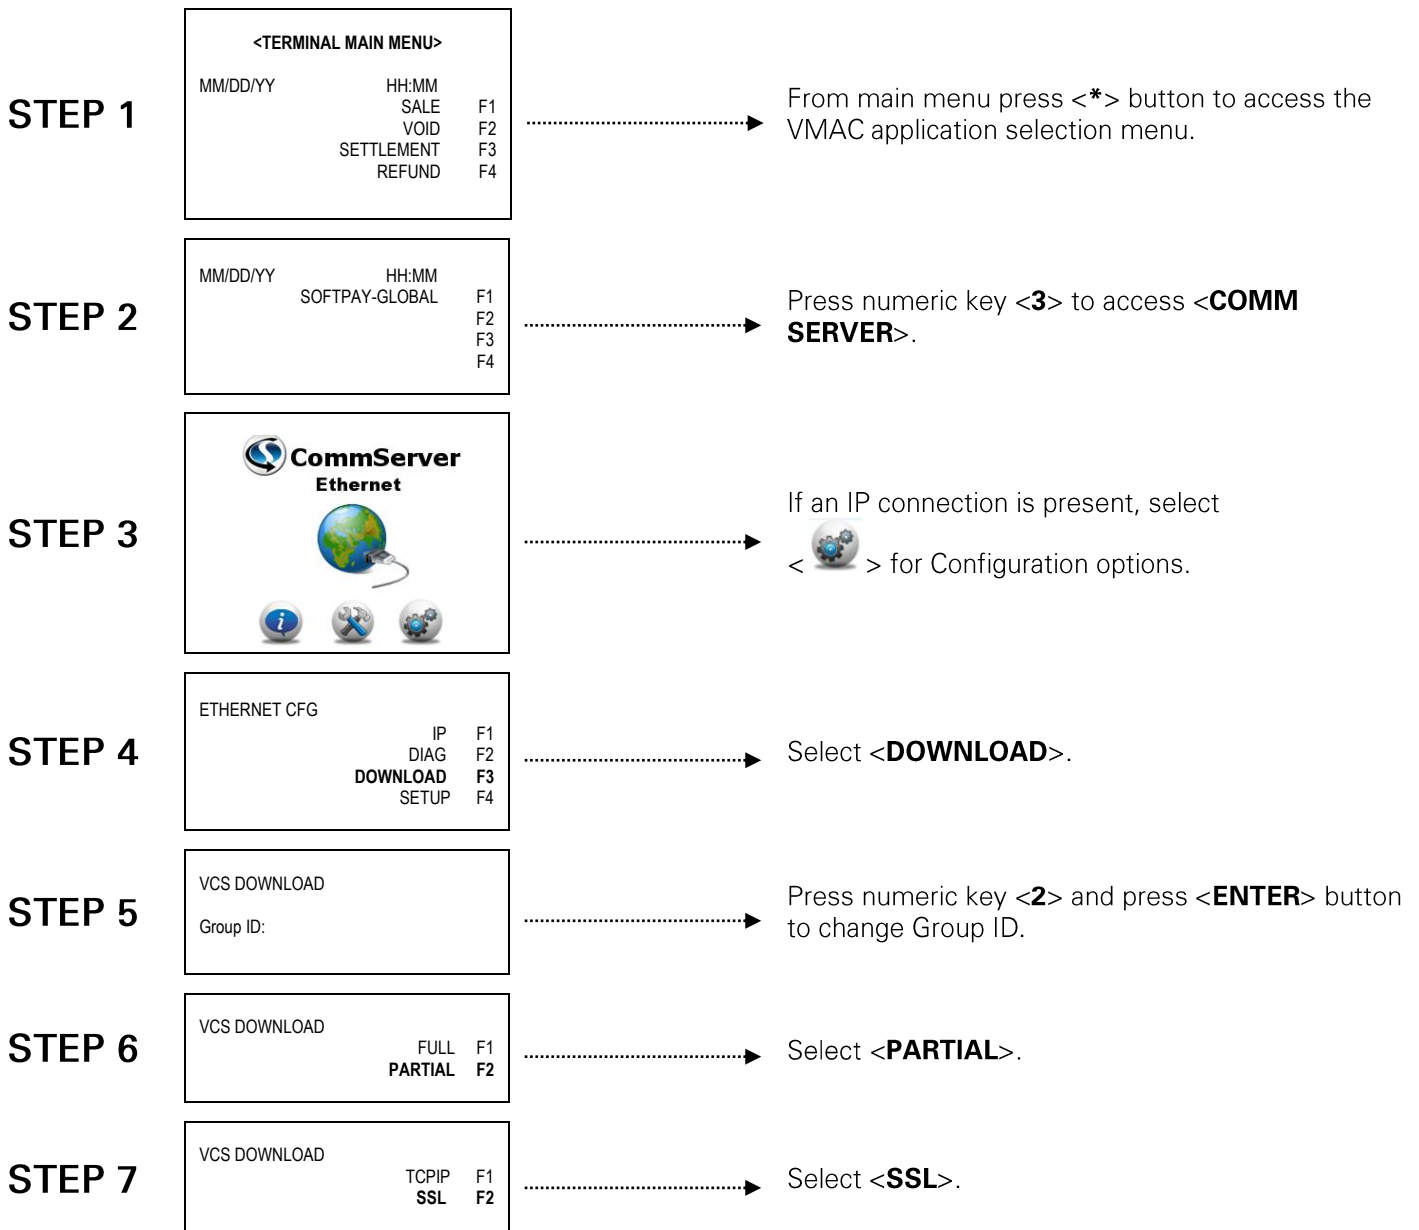 STEP 1
<TERMINAL MAIN MENU>
MM/DD/YY HH:MM
SALE F1
VOID F2
SETTLEMENT F3
REFUND F4
From main menu press <*> button to access the
VMAC application selection menu.
STEP 2
MM/DD/YY HH:MM
SOFTPAY-GLOBAL F1
F2
F3
F4
Press numeric key <3> to access <COMM
SERVER>.
STEP 3
CommServer
Ethernet
i
If an IP connection is present, select
< > for Configuration options.
STEP 4
ETHERNET CFG
IP F1
DIAG F2
DOWNLOAD F3
SETUP F4
Select <DOWNLOAD>.
STEP 5
VCS DOWNLOAD
Group ID:
Press numeric key <2> and press <ENTER> button
to change Group ID.
STEP 6
VCS DOWNLOAD
FULL F1
PARTIAL F2
Select <PARTIAL>.
STEP 7
VCS DOWNLOAD
TCPIP F1
SSL F2
Select <SSL>.